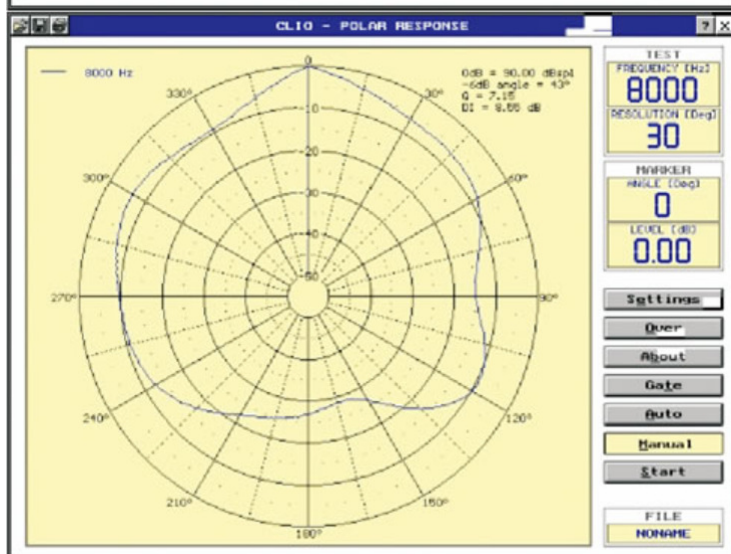 CLIO - POLAR RESPONSE
? X
8000 Hz
0dB = 90.00 dBspl
-6dB angle = 43°
Q = 7.15
DI = 8.55 dB
0
330°
30°
-10
-20
300°
60°
-30
-40
-50
270°
90°
240°
120°
210°
150°
180°
TEST
FREQUENCY [Hz]
8000
RESOLUTION [Deg]
30
MARKER
ANGLE [Deg]
0
LEVEL [dB]
0.00
Settings
Over
About
Gate
Auto
Manual
Start
FILE
NONAME